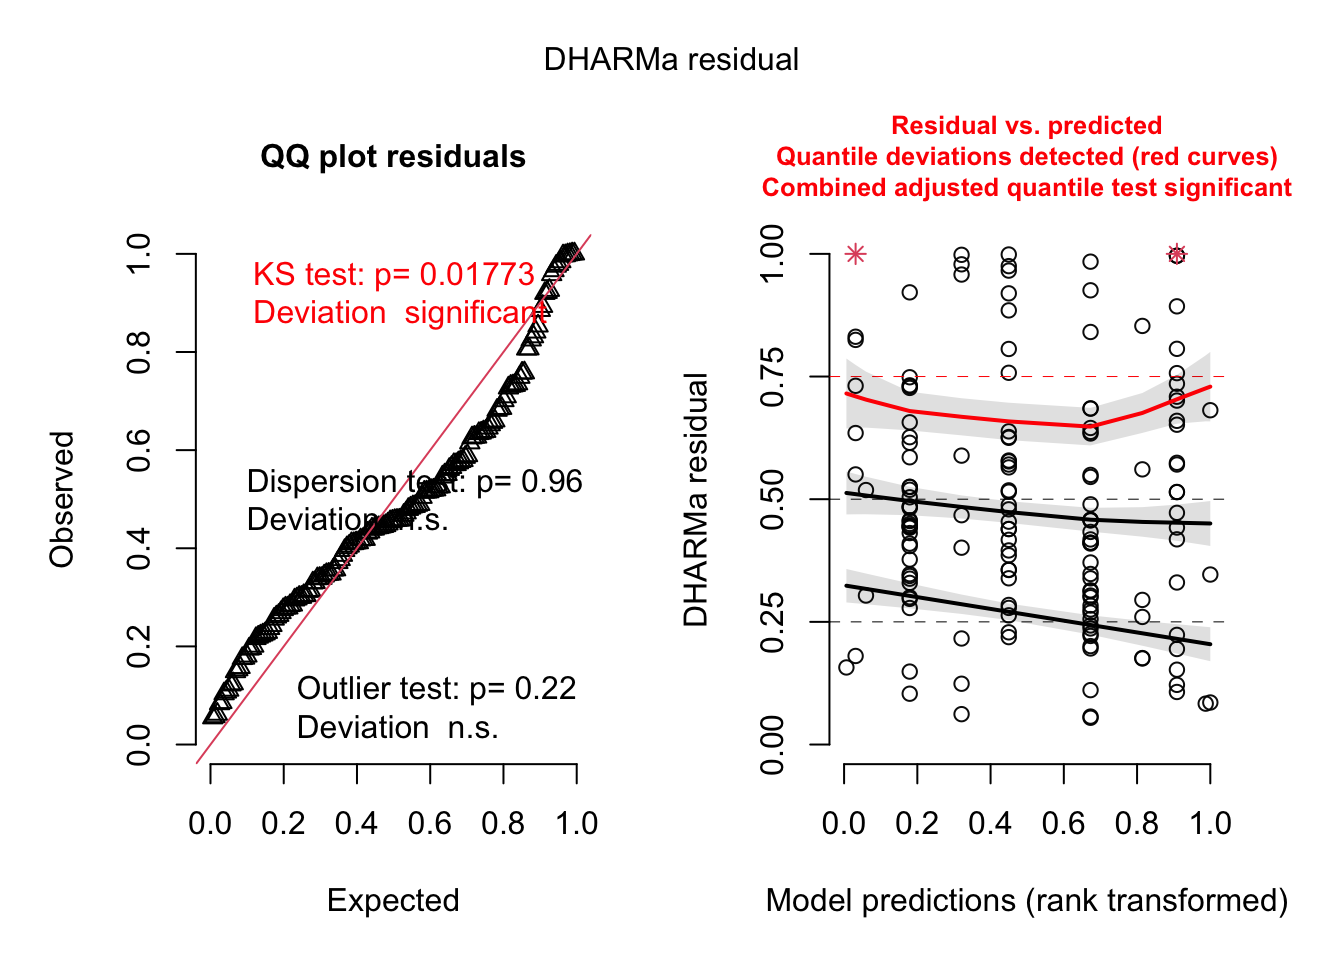 DHARMa residual
QQ plot residuals
KS test: p= 0.01773
Deviation  significant
Dispersion test: p= 0.96
Deviation n.s.
Outlier test: p= 0.22
Deviation  n.s.
Observed
0.0 0.2 0.4 0.6 0.8 1.0
0.0 0.2 0.4 0.6 0.8 1.0
Expected
Residual vs. predicted
Quantile deviations detected (red curves)
Combined adjusted quantile test significant
DHARMa residual
0.00 0.25 0.50 0.75 1.00
0.0 0.2 0.4 0.6 0.8 1.0
Model predictions (rank transformed)